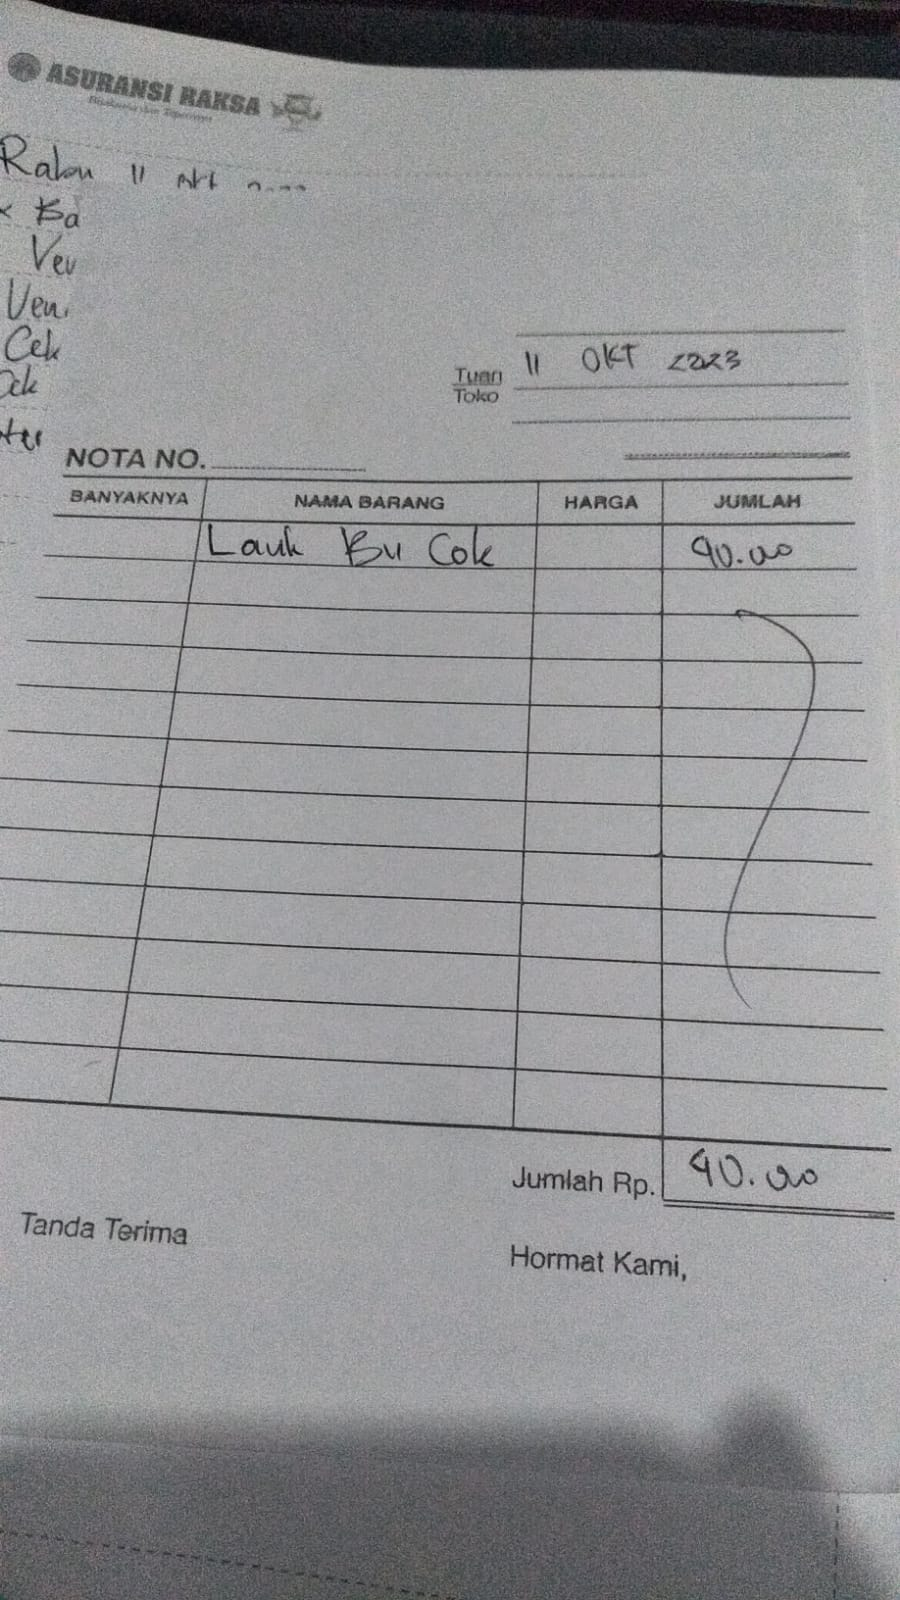 ASURANSI RAKSA
Rabu 11
Ba
Ven
Cek
11 OKT 2023
Tuan
Toko
NOTA NO.
BANYAKNYA NAMA BARANG HARGA JUMLAH
Lauk Bu Cok 90.000
Jumlah Rp. 90.000
Tanda Terima
Hormat Kami,